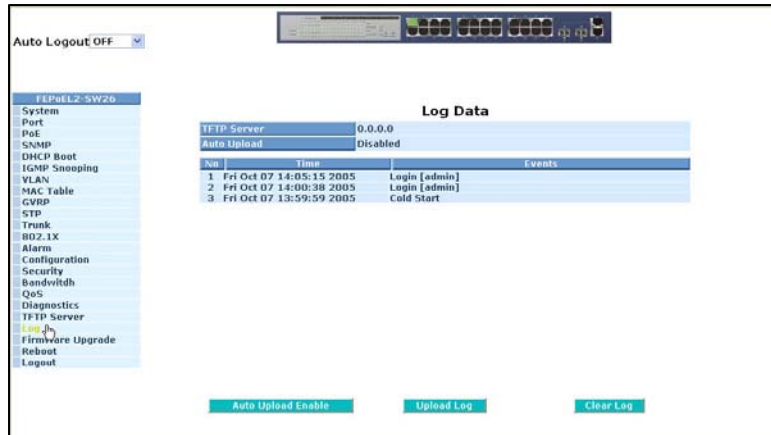 Auto Logout OFF
FEPoEL2-SW26
System
Port
PoE
SNMP
DHCP Boot
IGMP Snooping
VLAN
MAC Table
GVRP
STP
Trunk
802.1X
Alarm
Configuration
Security
Bandwitdh
QoS
Diagnostics
TFTP Server
Log
Firmware Upgrade
Reboot
Logout
Log Data
TFTP Server 0.0.0.0
Auto Upload Disabled
No Time Events
1 Fri Oct 07 14:05:15 2005 Login [admin]
2 Fri Oct 07 14:00:38 2005 Login [admin]
3 Fri Oct 07 13:59:59 2005 Cold Start
Auto Upload Enable Upload Log Clear Log